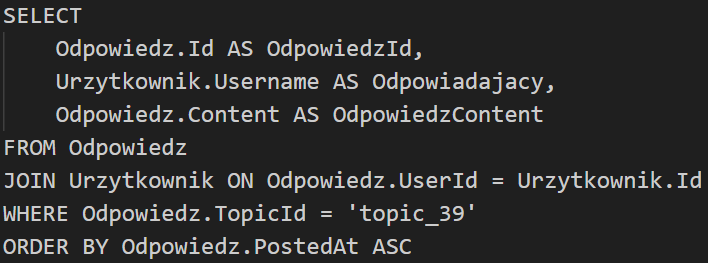 SELECT
    Odpowiedz.Id AS OdpowiedzId,
    Urzytkownik.Username AS Odpowiadajacy,
    Odpowiedz.Content AS OdpowiedzContent
FROM Odpowiedz
JOIN Urzytkownik ON Odpowiedz.UserId = Urzytkownik.Id
WHERE Odpowiedz.TopicId = 'topic_39'
ORDER BY Odpowiedz.PostedAt ASC